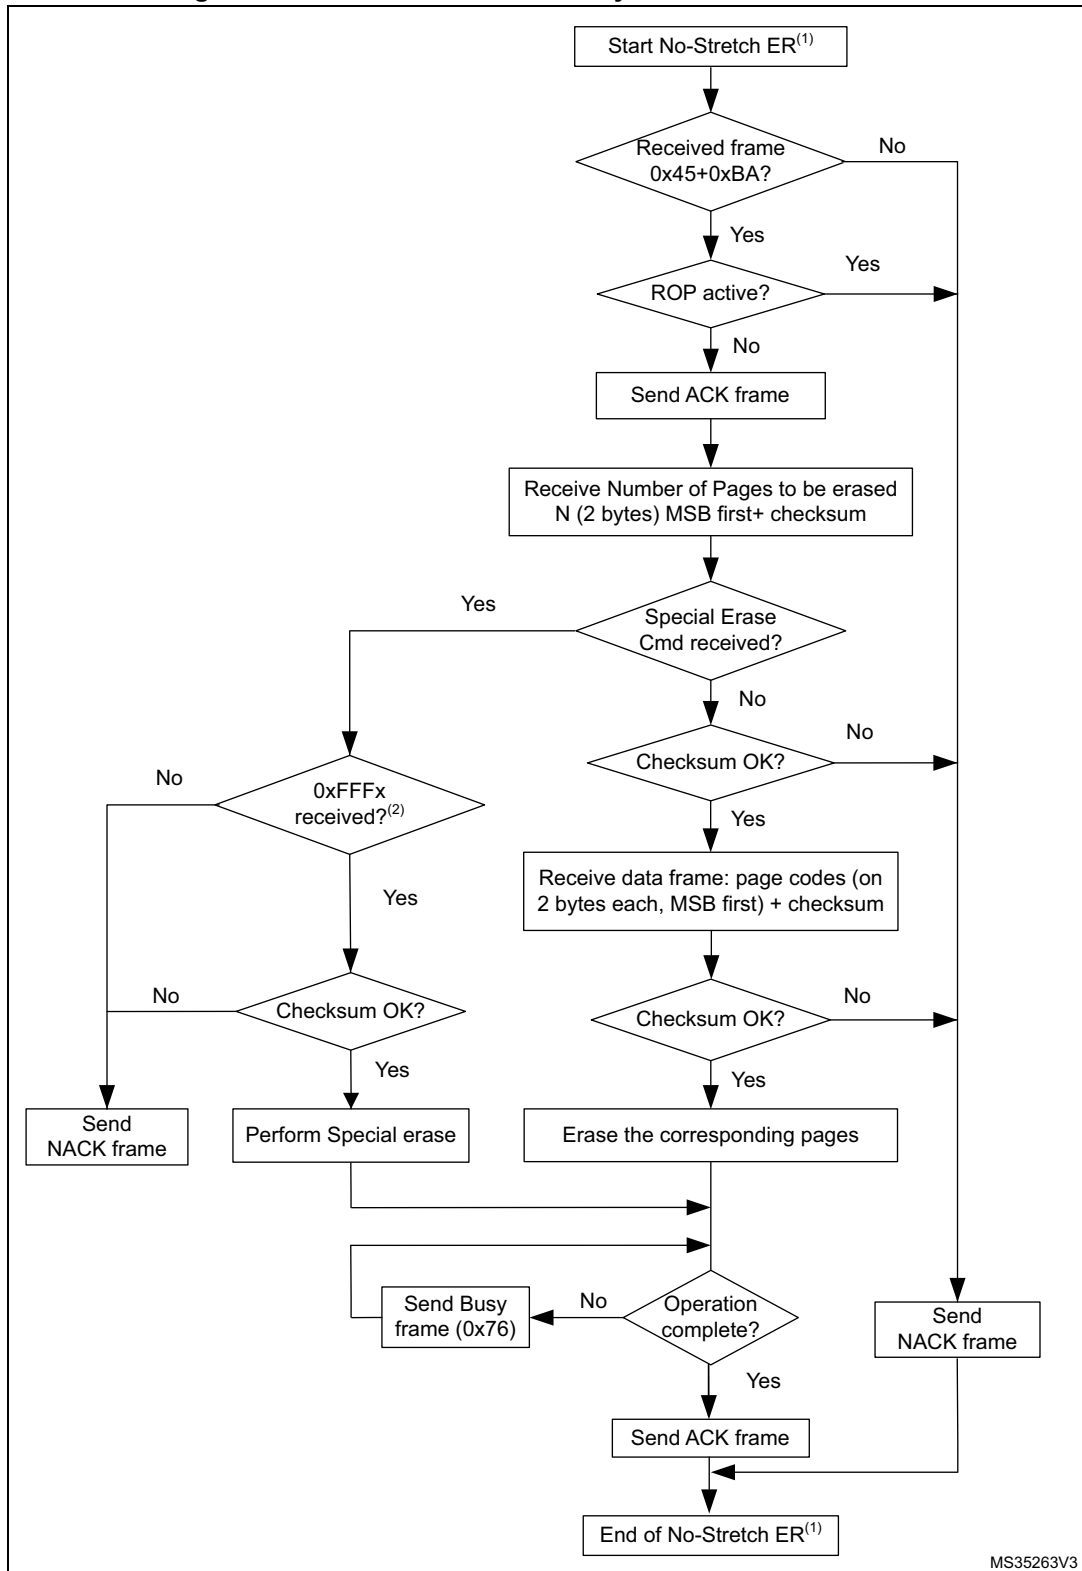 Start No-Stretch ER(1)
Received frame
0x45+0xBA?
No
Yes
ROP active?
Yes
No
Send ACK frame
Receive Number of Pages to be erased
N (2 bytes) MSB first+ checksum
Special Erase
Cmd received?
Yes
No
Checksum OK?
No
Yes
0xFFFx
received?(2)
No
Yes
Receive data frame: page codes (on
2 bytes each, MSB first) + checksum
Checksum OK?
No
Yes
Checksum OK?
No
Yes
Send
NACK frame
Perform Special erase
Erase the corresponding pages
Send Busy
frame (0x76)
No
Operation
complete?
Yes
Send
NACK frame
Send ACK frame
End of No-Stretch ER(1)
MS35263V3